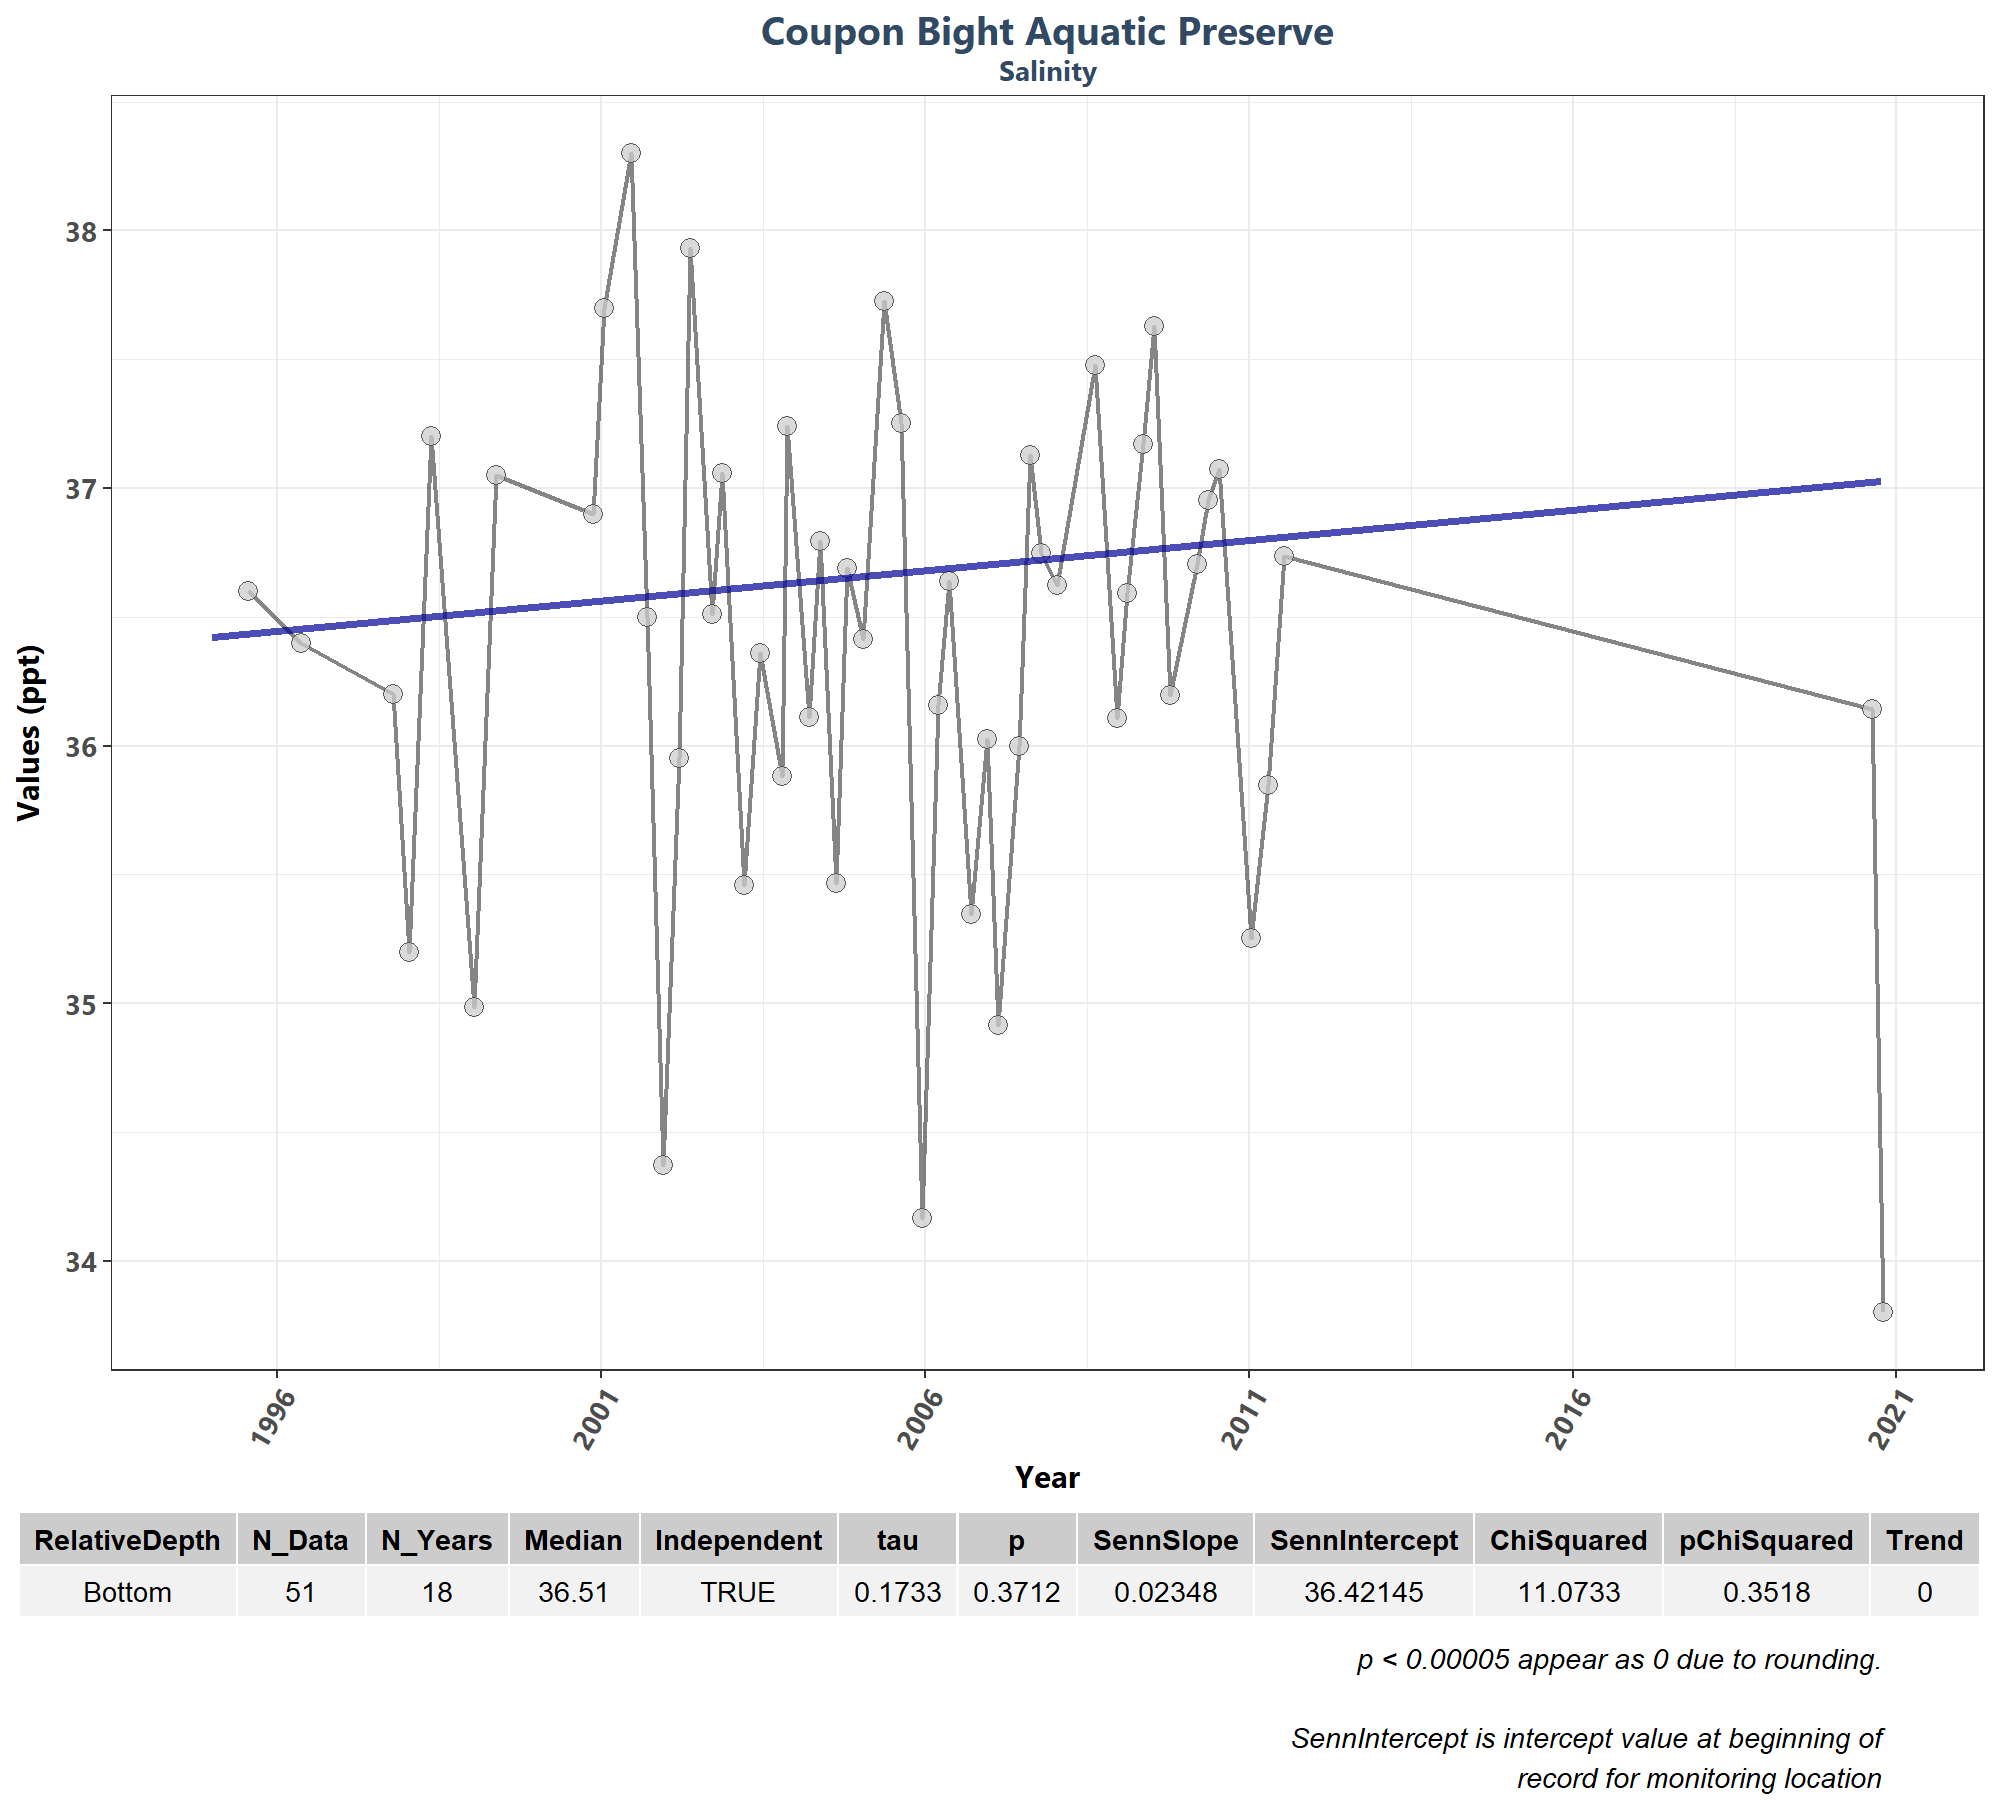 Coupon Bight Aquatic Preserve
Salinity
Values (ppt)
38
37
36
35
34
1996 2001 2006 2011 2016 2021
Year
RelativeDepth N_Data N_Years Median Independent tau p SennSlope SennIntercept ChiSquared pChiSquared Trend
Bottom 51 18 36.51 TRUE 0.1733 0.3712 0.02348 36.42145 11.0733 0.3518 0
p < 0.00005 appear as 0 due to rounding.
SennIntercept is intercept value at beginning of
record for monitoring location